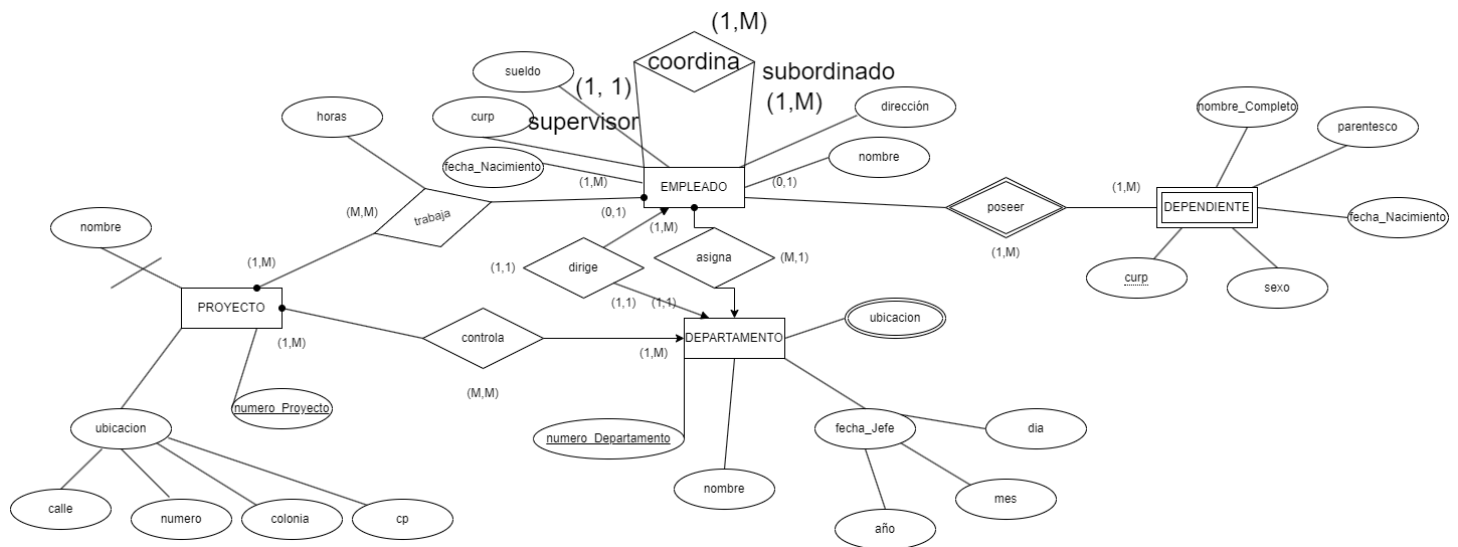 (1,M)
coordina
sueldo
(1, 1)
subordinado
(1,M)
horas
curp
supervisor
dirección
nombre_Completo
parentesco
fecha_Nacimiento
nombre
(1,M)
EMPLEADO
(0,1)
(1,M)
(M,M)
trabaja
(0,1)
(1,M)
poseer
DEPENDIENTE
fecha_Nacimiento
nombre
(1,M)
(1,M)
(1,1)
dirige
asigna
(M,1)
curp
sexo
PROYECTO
(1,1)
(1,1)
ubicacion
(1,M)
controla
(1,M)
DEPARTAMENTO
(M,M)
numero_Proyecto
ubicacion
numero_Departamento
fecha_Jefe
dia
calle
numero
colonia
cp
nombre
mes
año